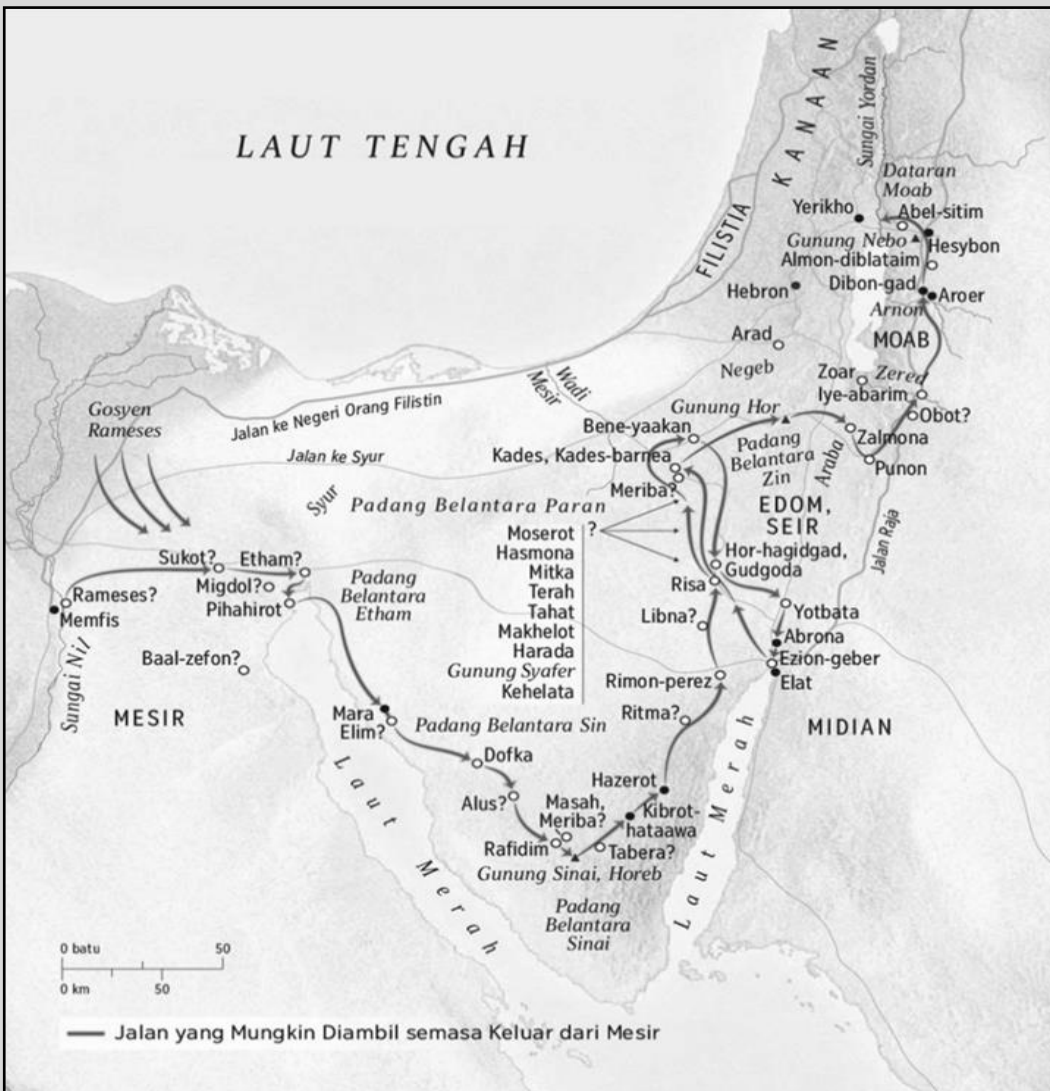 LAUT TENGAH
KANAAN
Sungai Yordan
Dataran
Moab
Yerikho
Abel-sitim
Gunung Nebo
Hesybon
Almon-diblataim
FILISTIA
Hebron
Dibon-gad
Aroer
Arnon
Arad
MOAB
Negeb
Zoar
Zered
Iye-abarim
Obot?
Wadi
Mesir
Gosyen
Rameses
Jalan ke Negeri Orang Filistin
Gunung Hor
Bene-yaakan
Zalmona
Jalan ke Syur
Kades, Kades-barnea
Padang
Belantara
Zin
Araba
Punon
Meriba?
Syur
Padang Belantara Paran
EDOM,
SEIR
Jalan Raja
Moserot
?
Hasmona
Mitka
Terah
Tahat
Makhelot
Harada
Gunung Syafer
Kehelata
Hor-hagidgad,
Gudgoda
Risa
Sukot?
Etham?
Migdol?
Pihahirot
Padang
Belantara
Etham
Rameses?
Memfis
Libna?
Yotbata
Abrona
Ezion-geber
Elat
Baal-zefon?
Sungai Nil
Rimon-perez
MESIR
Mara
Elim?
Padang Belantara Sin
Ritma?
MIDIAN
Dofka
Laut Merah
Hazerot
Alus?
Masah,
Meriba?
Kibrot-
hataawa
Rafidim
Tabera?
Gunung Sinai, Horeb
Laut Merah
Padang
Belantara
Sinai
0 batu 50
0 km 50
Jalan yang Mungkin Diambil semasa Keluar dari Mesir